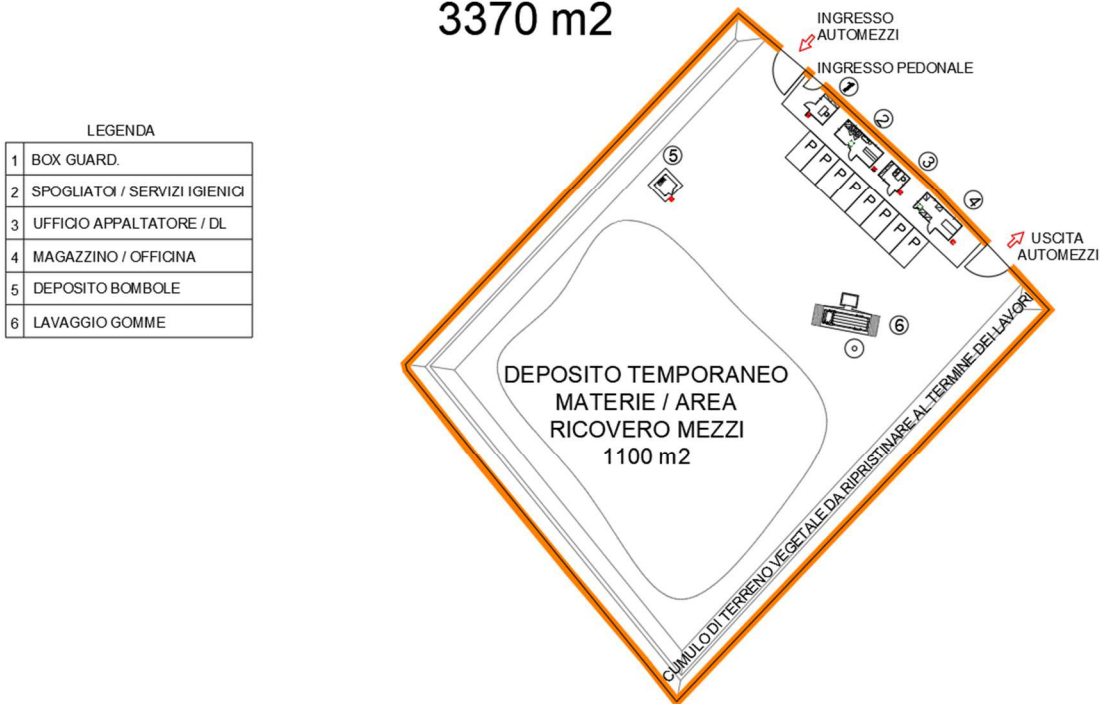 3370 m2
INGRESSO
AUTOMEZZI
INGRESSO PEDONALE
LEGENDA
1 BOX GUARD.
2 SPOGLIATOI / SERVIZI IGIENICI
3 UFFICIO APPALTATORE / DL
4 MAGAZZINO / OFFICINA
5 DEPOSITO BOMBOLE
6 LAVAGGIO GOMME
1
2
3
4
5
P
P
P
P
P
P
P
P
USCITA
AUTOMEZZI
6
DEPOSITO TEMPORANEO
MATERIE / AREA
RICOVERO MEZZI
1100 m2
CUMULO DI TERRENO VEGETALE DA RIPRISTINARE AL TERMINE DEI LAVORI